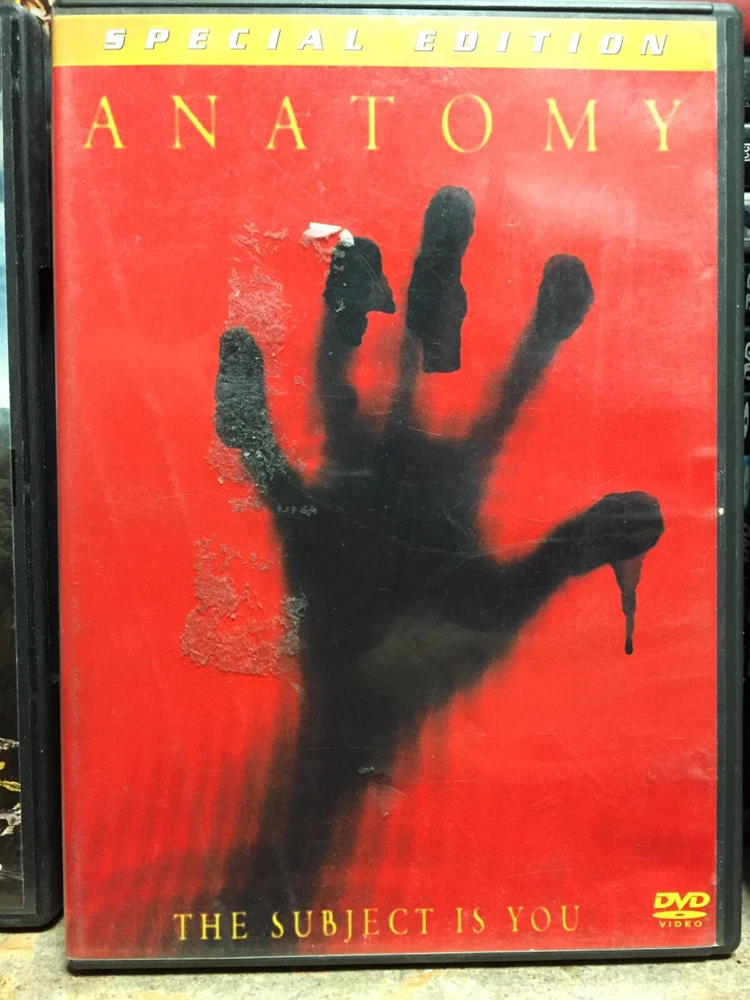 SPECIAL EDITION
ANATOMY
THE SUBJECT IS YOU
DVD
VIDEO